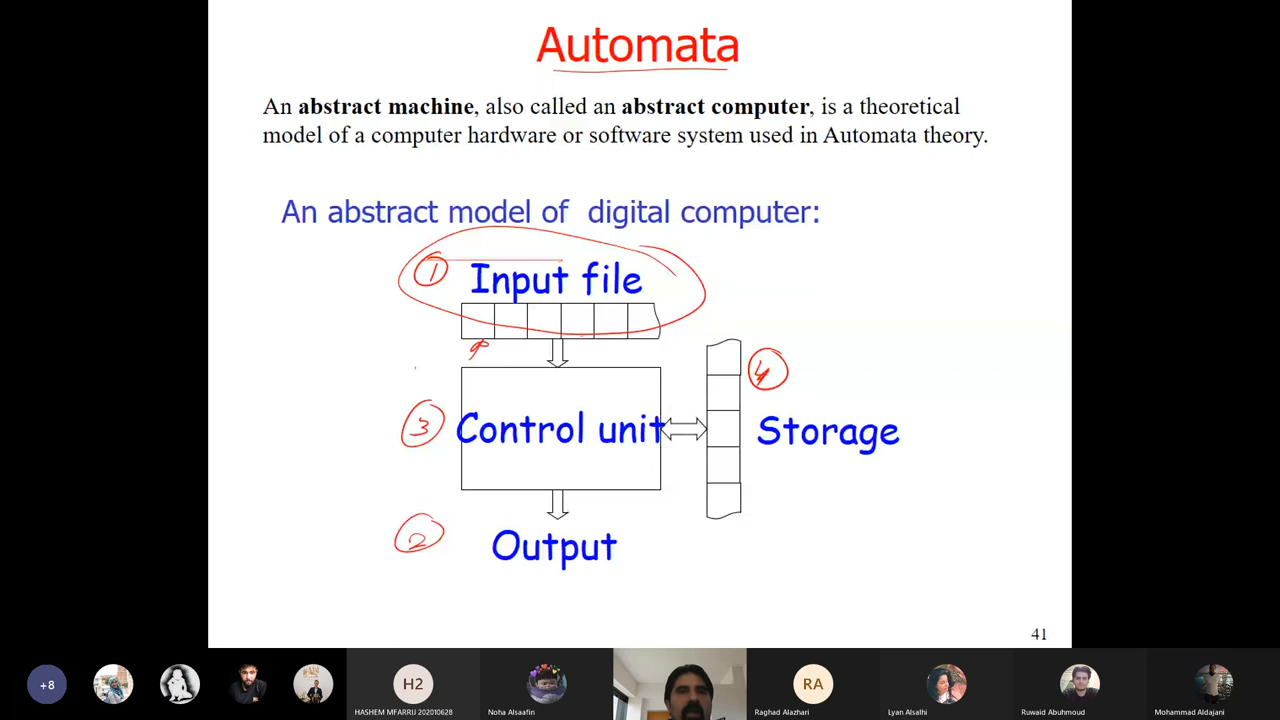 Automata
An abstract machine, also called an abstract computer, is a theoretical
model of a computer hardware or software system used in Automata theory.
An abstract model of digital computer:
1
Input file
4
3
Control unit
Storage
2
Output
41
+8
H2
RA
HASHEM MFARRIJ 202010628
Noha Alsaafin
Raghad Alazhari
Lyan Alsalhi
Ruwaid Abuhmoud
Mohammad Aldajani